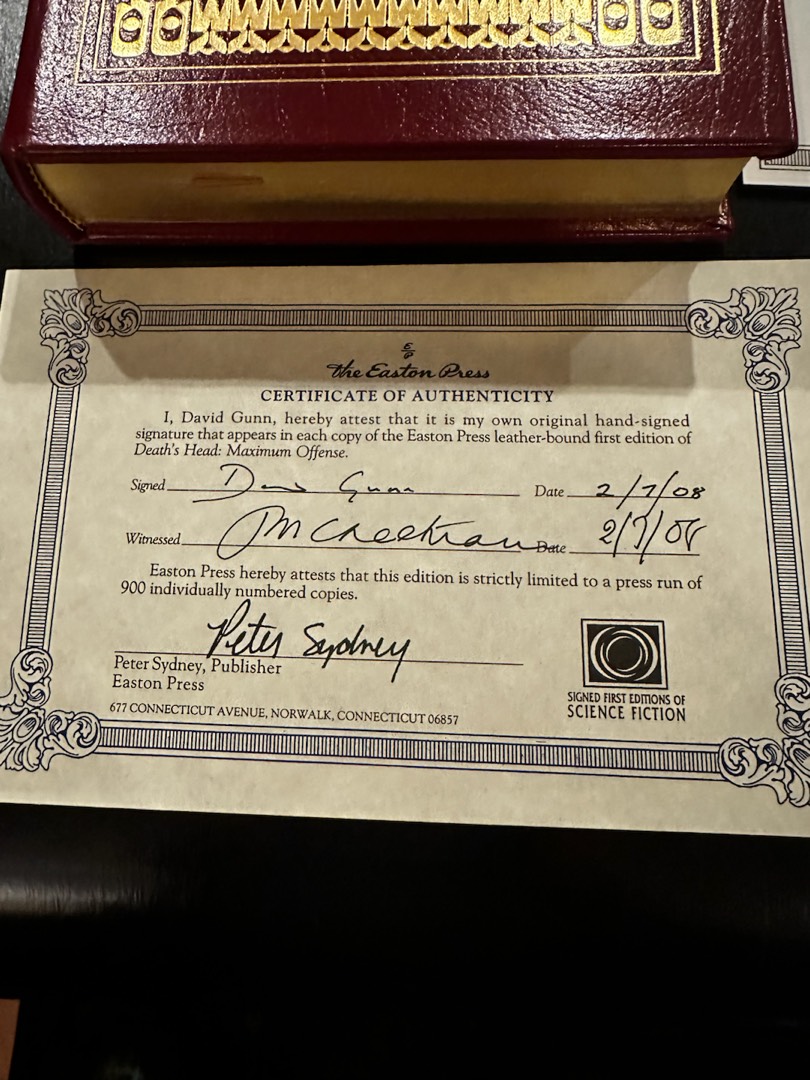 E
P
the Easton Press
CERTIFICATE OF AUTHENTICITY
I, David Gunn, hereby attest that it is my own original hand-signed
signature that appears in each copy of the Easton Press leather-bound first edition of
Death's Head: Maximum Offense.
Signed Dav Gunn Date 2/7/08
Witnessed Date 2/7/08
Easton Press hereby attests that this edition is strictly limited to a press run of
900 individually numbered copies.
Peter Sydney
Peter Sydney, Publisher
Easton Press
677 CONNECTICUT AVENUE, NORWALK, CONNECTICUT 06857
SIGNED FIRST EDITIONS OF
SCIENCE FICTION